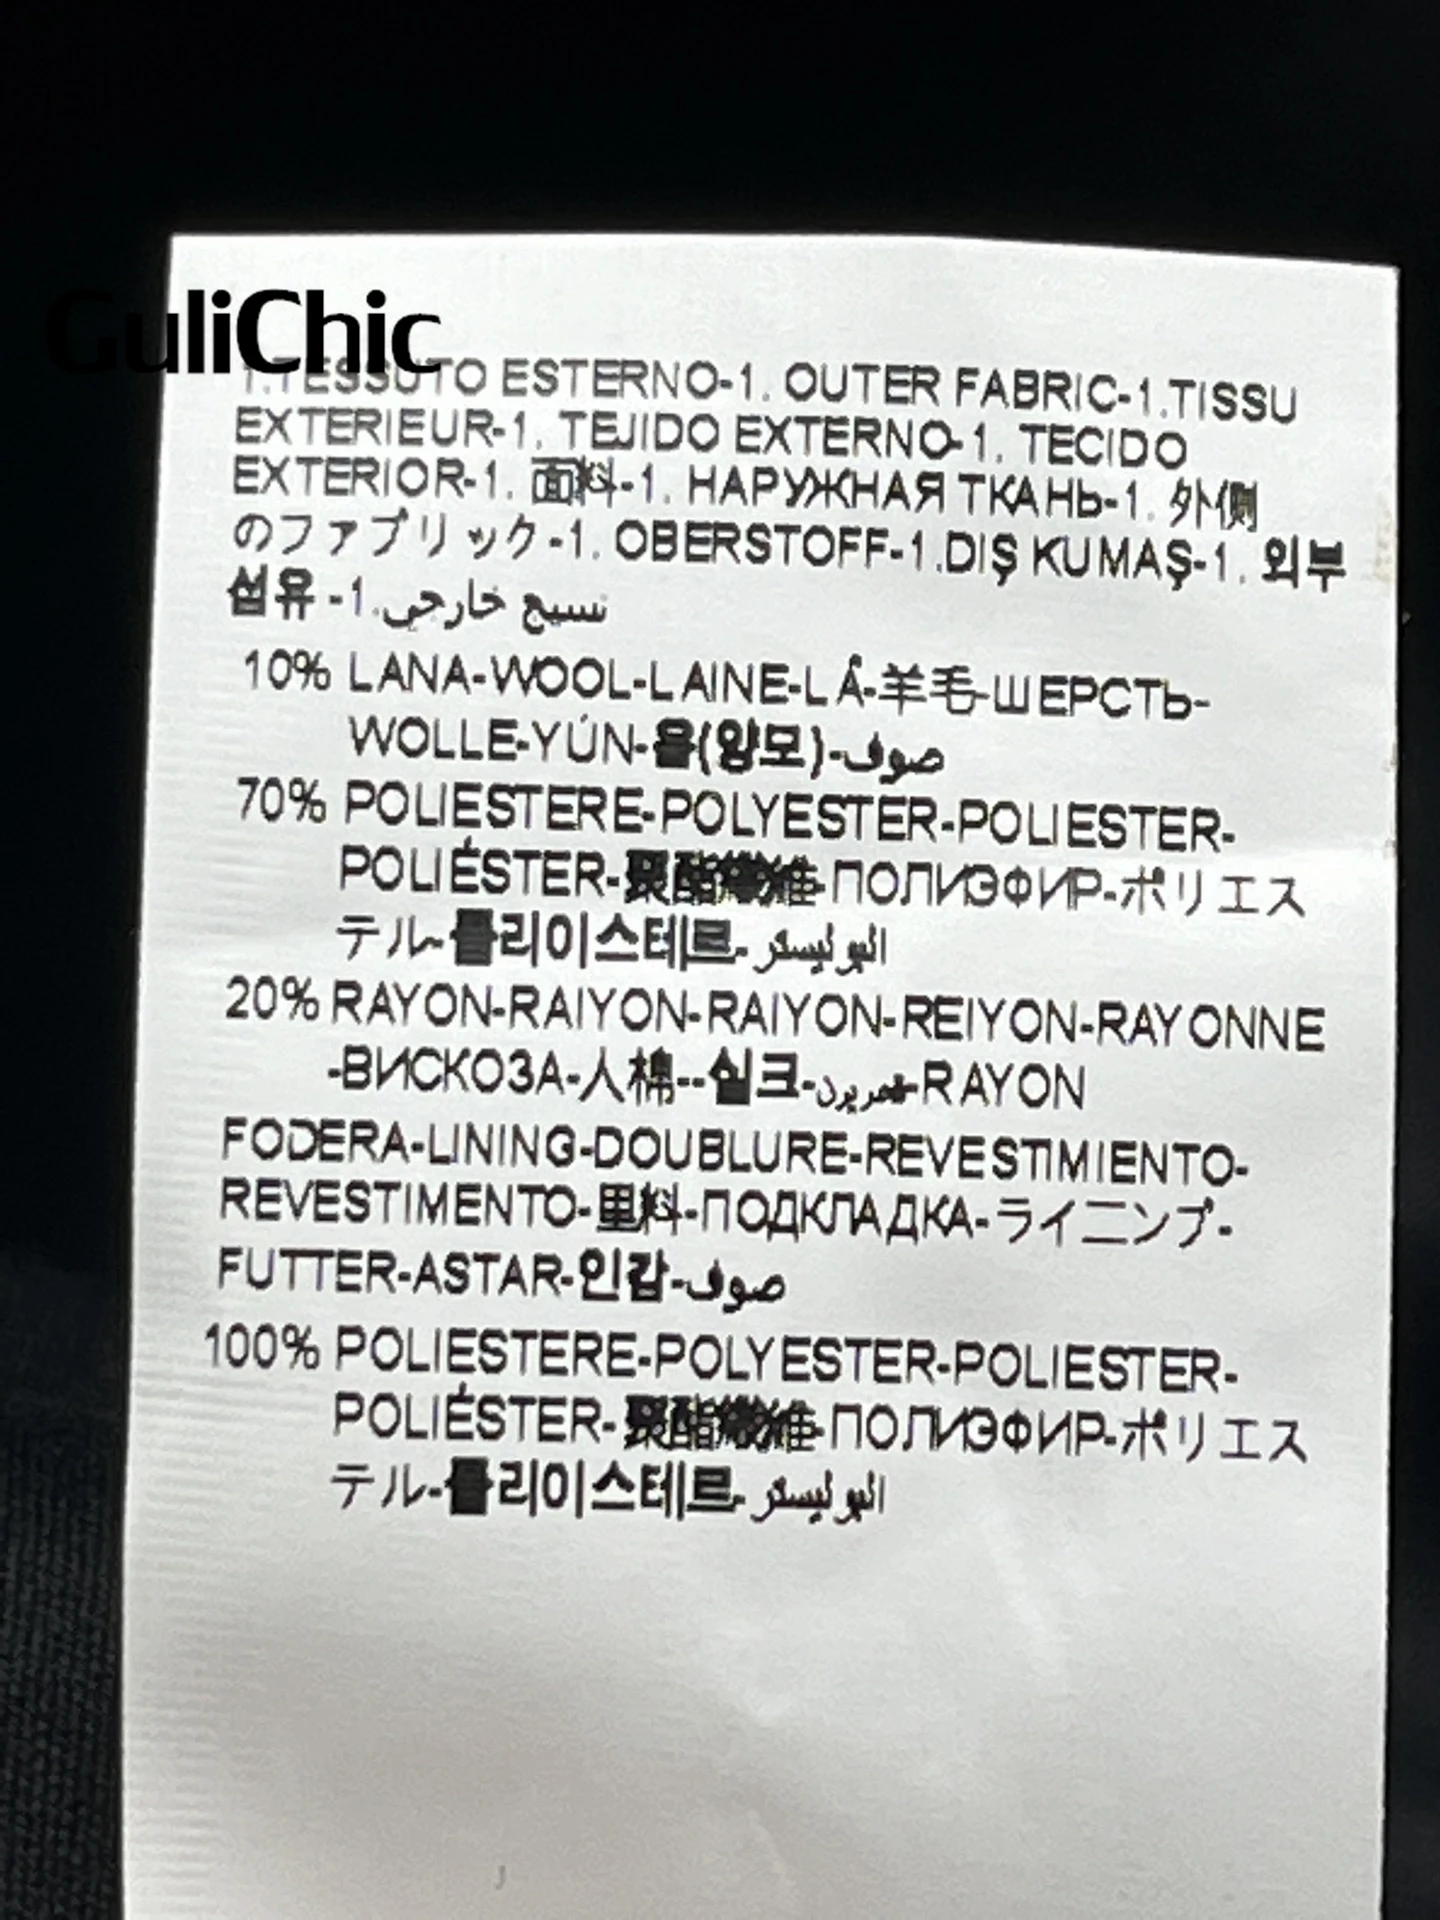 GuliChic
1.TESSUTO ESTERNO-1. OUTER FABRIC-1.TISSU
EXTERIEUR-1. TEJIDO EXTERNO-1. TECIDO
EXTERIOR-1. 面料-1. НАРУЖНАЯ ТКАНЬ-1. 外側
のファブリック-1. OBERSTOFF-1.DIŞ KUMAŞ-1. 외부
섬유 -1.نسيج خارجي
10% LANA-WOOL-LAINE-LÃ-羊毛-ШЕРСТЬ-
WOLLE-YÚN-울(양모)-صوف
70% POLIESTERE-POLYESTER-POLIESTER-
POLIÉSTER-聚酯纖維-ПОЛИЭФИР-ポリエス
テル-폴리이스테르-البوليستر
20% RAYON-RAIYON-RAIYON-REIYON-RAYONNE
-ВИСКОЗА-人棉--실크-RAYON
FODERA-LINING-DOUBLURE-REVESTIMIENTO-
REVESTIMENTO-里料-ПОДКЛАДКА-ライニング-
FUTTER-ASTAR-인감-صوف
100% POLIESTERE-POLYESTER-POLIESTER-
POLIÉSTER-聚酯纖維-ПОЛИЭФИР-ポリエス
テル-폴리이스테르-البوليستر